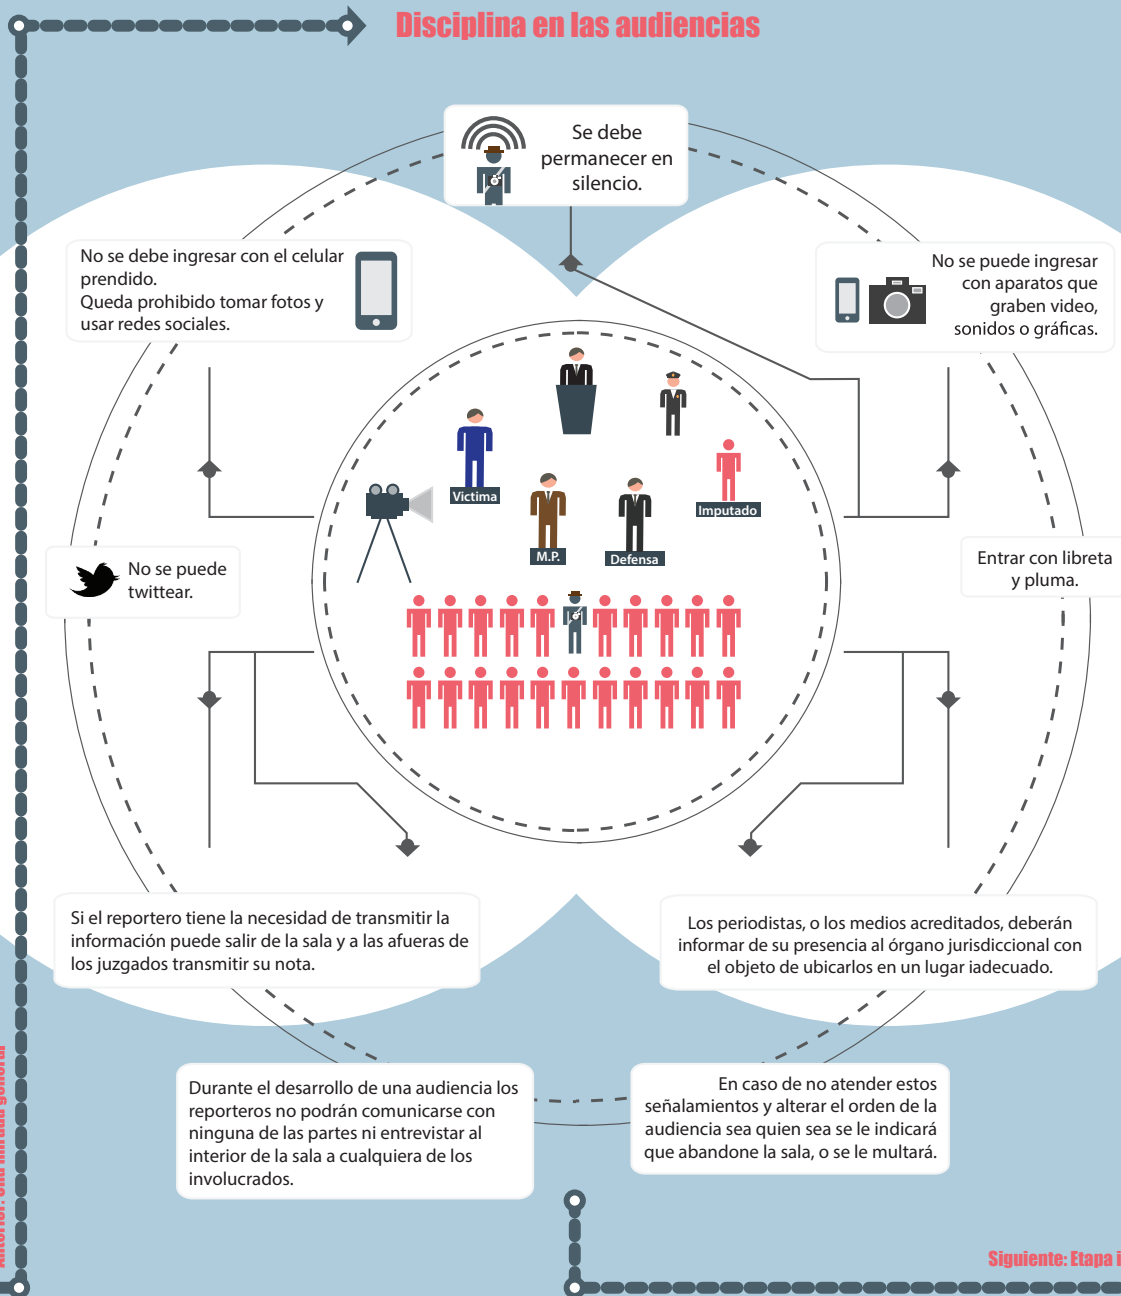 Disciplina en las audiencias
Se debe
permanecer en
silencio.
No se debe ingresar con el celular
prendido.
Queda prohibido tomar fotos y
usar redes sociales.
No se puede ingresar
con aparatos que
graben video,
sonidos o gráficas.
Victima
Imputado
M.P.
Defensa
No se puede
twittear.
Entrar con libreta
y pluma.
Si el reportero tiene la necesidad de transmitir la
información puede salir de la sala y a las afueras de
los juzgados transmitir su nota.
Los periodistas, o los medios acreditados, deberán
informar de su presencia al órgano jurisdiccional con
el objeto de ubicarlos en un lugar iadecuado.
Durante el desarrollo de una audiencia los
reporteros no podrán comunicarse con
ninguna de las partes ni entrevistar al
interior de la sala a cualquiera de los
involucrados.
En caso de no atender estos
señalamientos y alterar el orden de la
audiencia sea quien sea se le indicará
que abandone la sala, o se le multará.
Anterior: Una mirada general
Siguiente: Etapa i